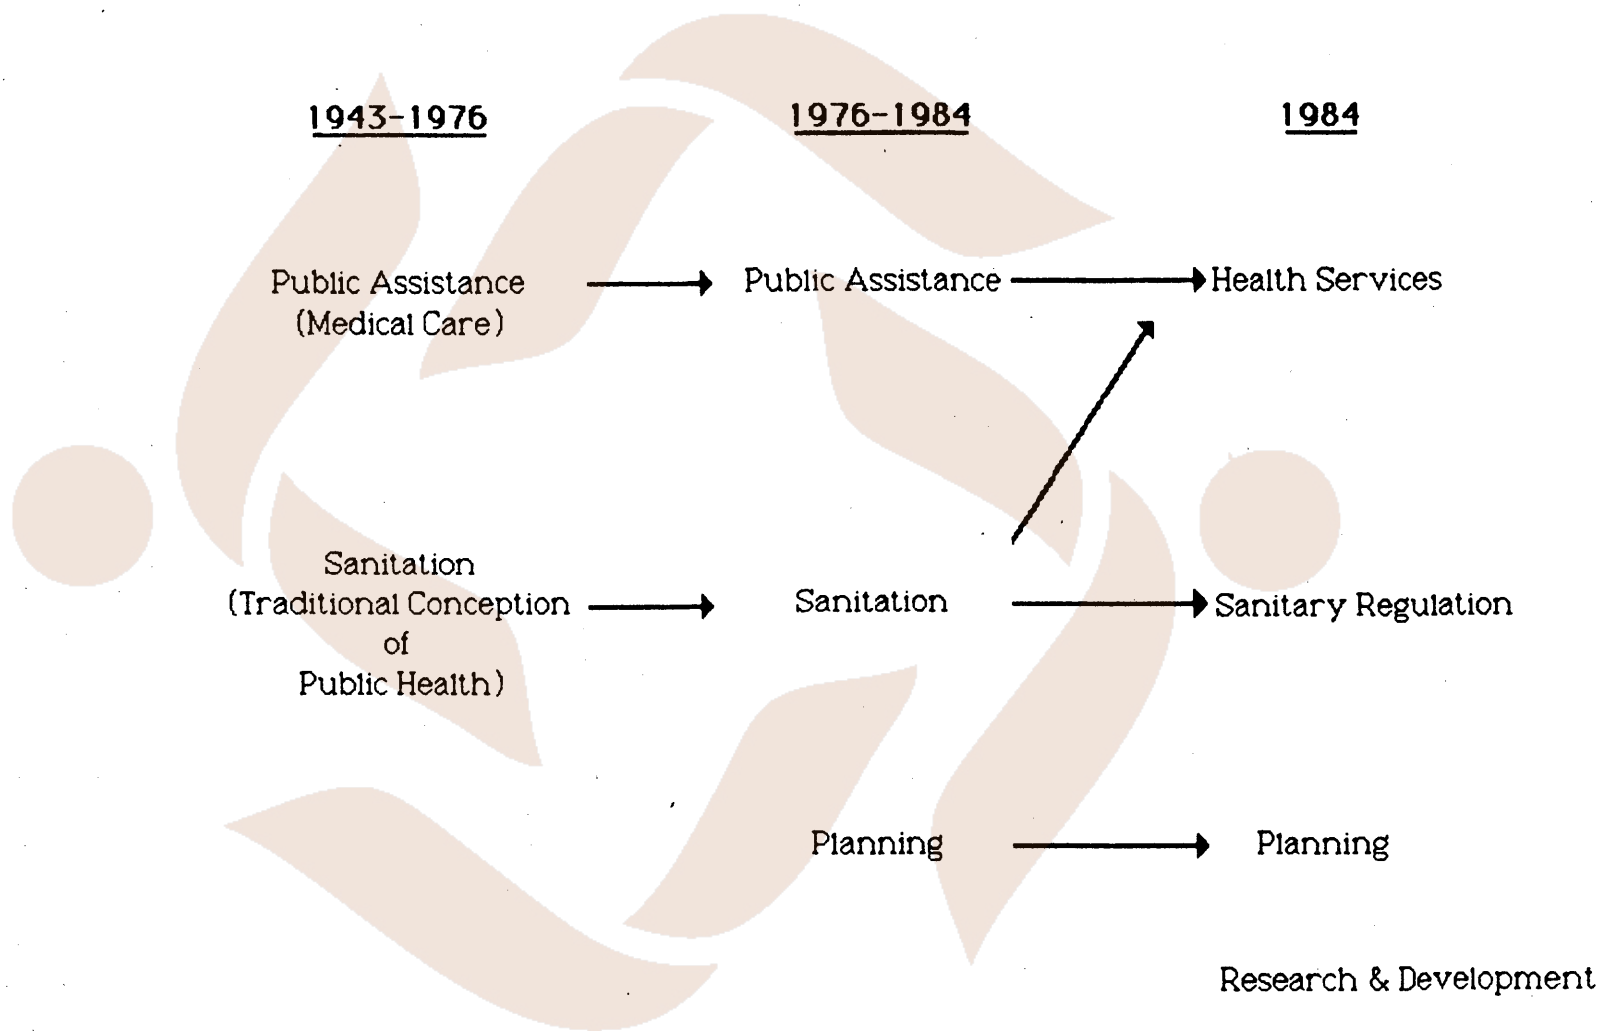 1943-1976
1976-1984
1984
Public Assistance
(Medical Care)
Public Assistance
Health Services
Sanitation
(Traditional Conception
of
Public Health)
Sanitation
Sanitary Regulation
Planning
Planning
Research & Development